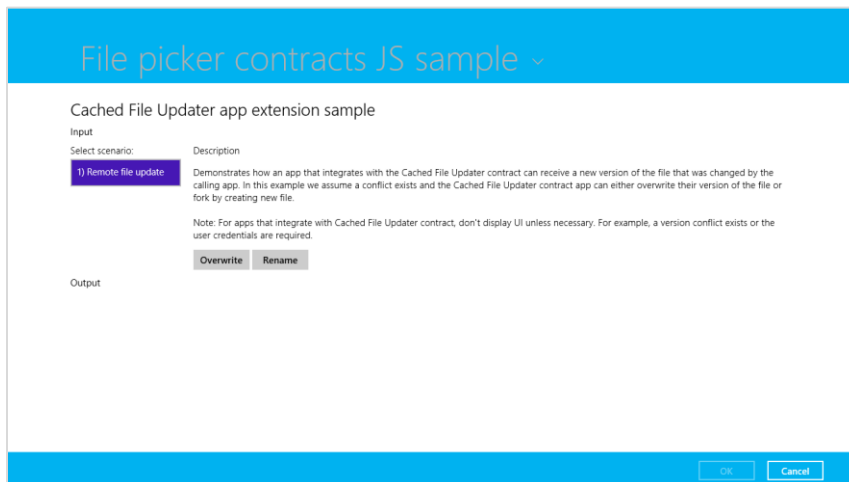 File picker contracts JS sample
Cached File Updater app extension sample
Input
Select scenario:
Description
1) Remote file update
Demonstrates how an app that integrates with the Cached File Updater contract can receive a new version of the file that was changed by the
calling app. In this example we assume a conflict exists and the Cached File Updater contract app can either overwrite their version of the file or
fork by creating new file.
Note: For apps that integrate with Cached File Updater contract, don't display UI unless necessary. For example, a version conflict exists or the
user credentials are required.
Overwrite Rename
Output
OK Cancel